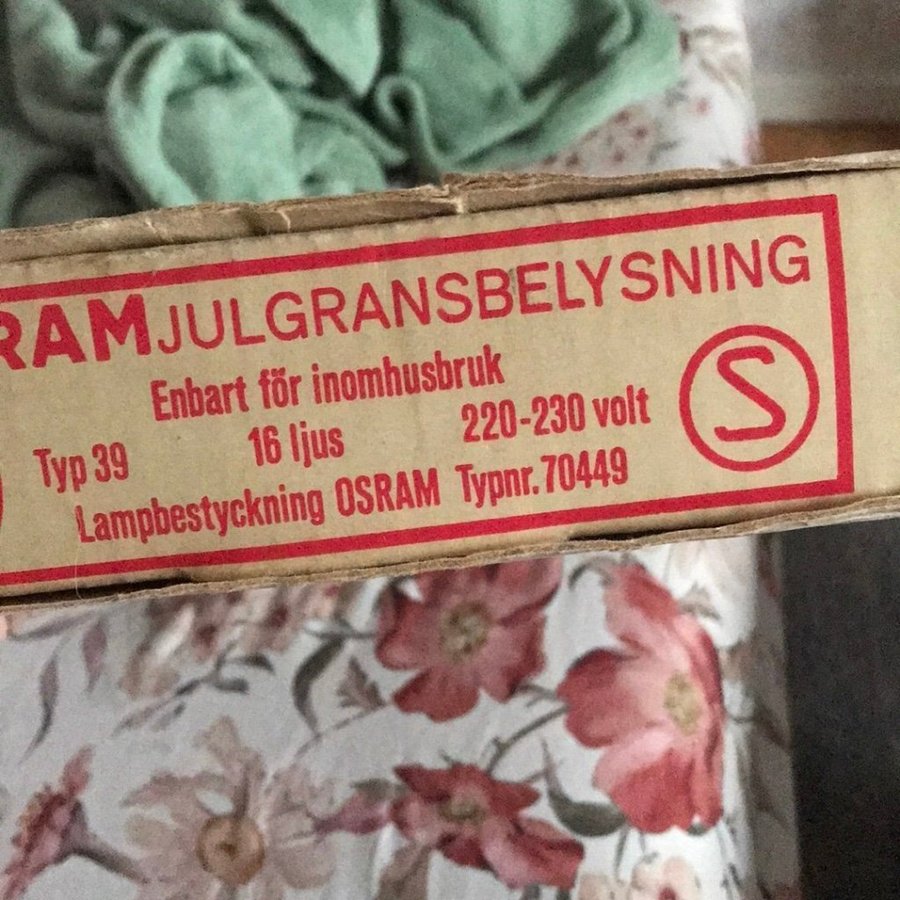 RAM JULGRANSBELYSNING
Enbart för inomhusbruk
Typ 39 16 ljus 220-230 volt
Lampbestyckning OSRAM Typnr. 70449
S